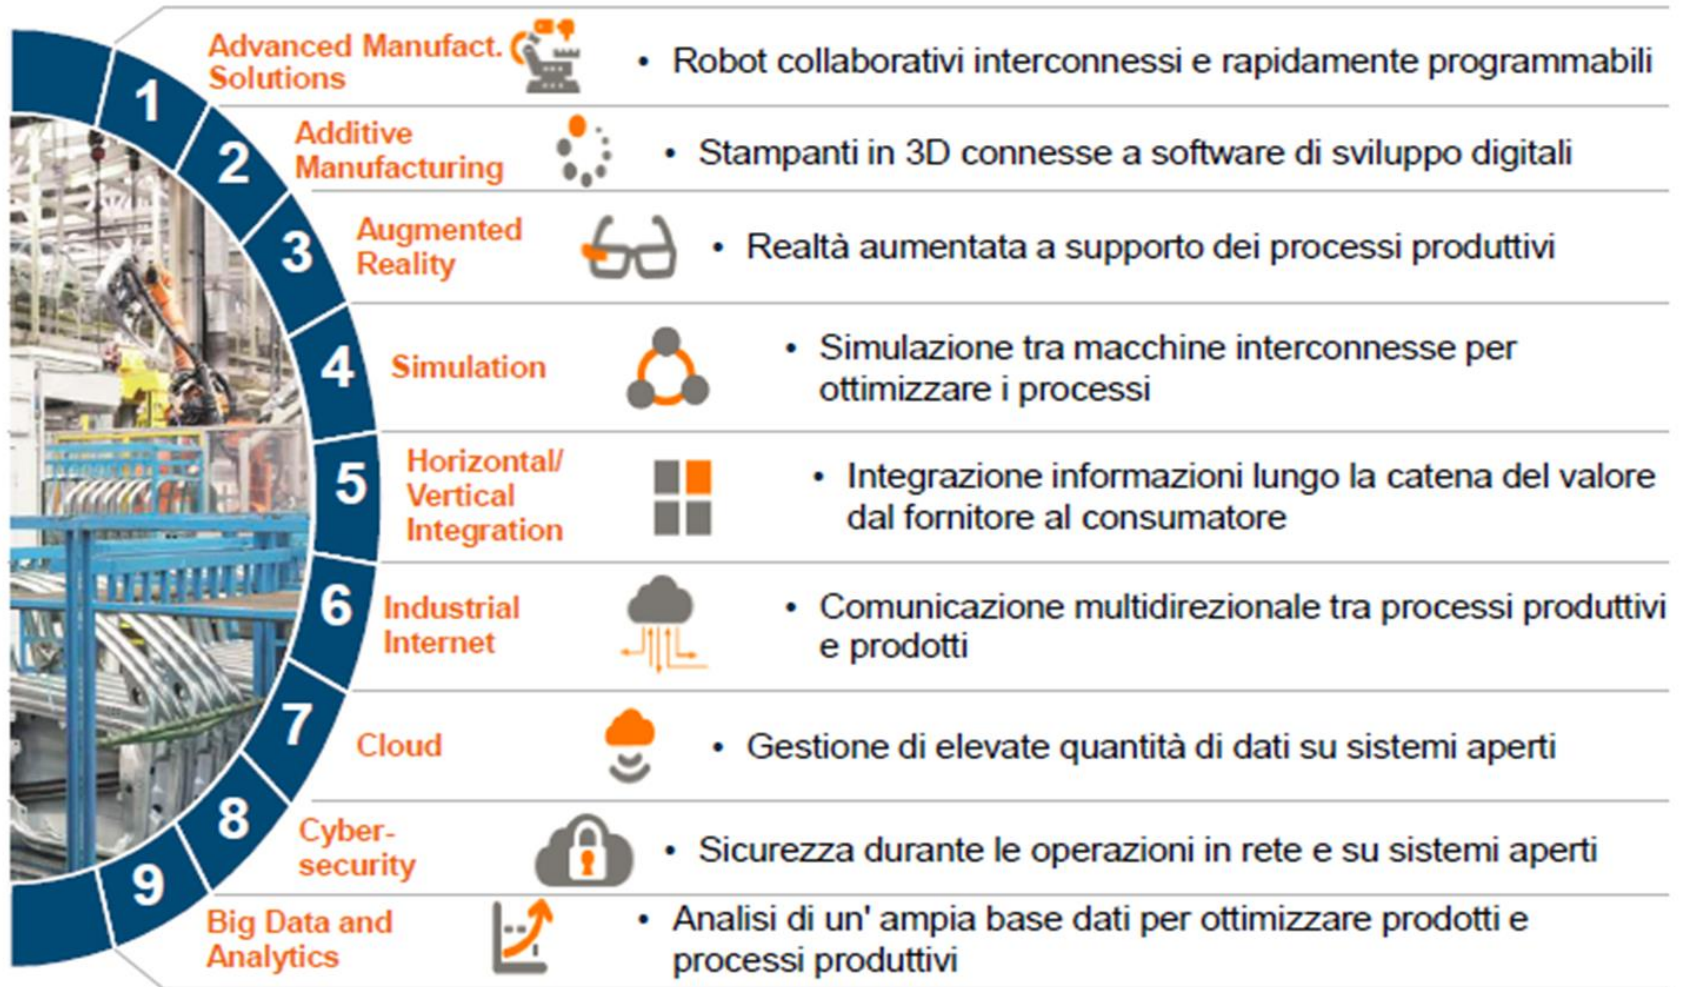 1
Advanced Manufact.
Solutions
• Robot collaborativi interconnessi e rapidamente programmabili
2
Additive
Manufacturing
• Stampanti in 3D connesse a software di sviluppo digitali
3
Augmented
Reality
• Realtà aumentata a supporto dei processi produttivi
4
Simulation
• Simulazione tra macchine interconnesse per
ottimizzare i processi
5
Horizontal/
Vertical
Integration
• Integrazione informazioni lungo la catena del valore
dal fornitore al consumatore
6
Industrial
Internet
• Comunicazione multidirezionale tra processi produttivi
e prodotti
7
Cloud
• Gestione di elevate quantità di dati su sistemi aperti
8
Cyber-
security
• Sicurezza durante le operazioni in rete e su sistemi aperti
9
Big Data and
Analytics
• Analisi di un' ampia base dati per ottimizzare prodotti e
processi produttivi